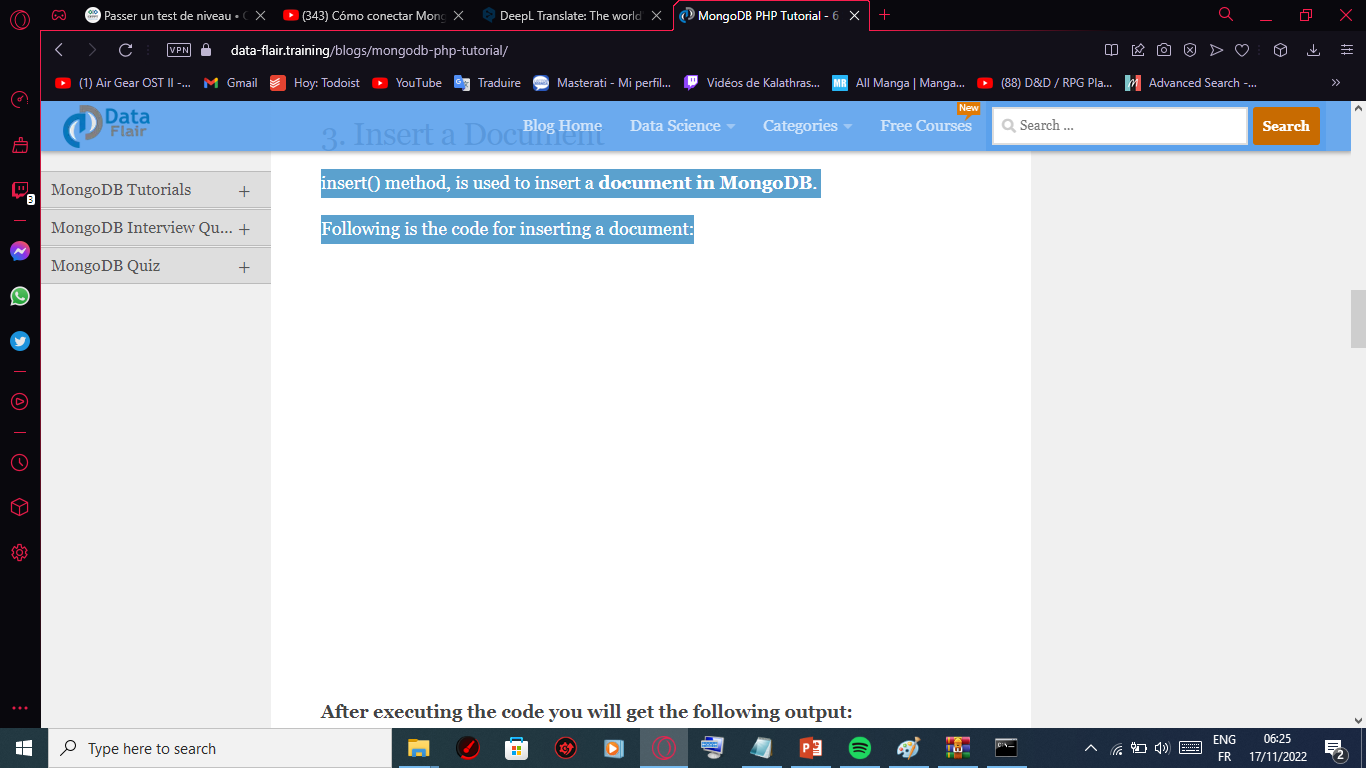 Passer un test de niveau • C
(343) Cómo conectar Mong
DeepL Translate: The world'
MongoDB PHP Tutorial - 6
VPN
data-flair.training/blogs/mongodb-php-tutorial/
(1) Air Gear OST II -...
Gmail
Hoy: Todoist
YouTube
Traduire
Masterati - Mi perfil...
Vidéos de Kalathras...
MR
All Manga | Manga...
(88) D&D / RPG Pla...
Advanced Search -...
Data
Flair
Blog Home
Data Science
Categories
Free Courses
New
Search ...
Search
3. Insert a Document
MongoDB Tutorials
MongoDB Interview Qu...
MongoDB Quiz
3
insert() method, is used to insert a document in MongoDB.
Following is the code for inserting a document:
After executing the code you will get the following output:
Type here to search
ENG
FR
06:25
17/11/2022
2